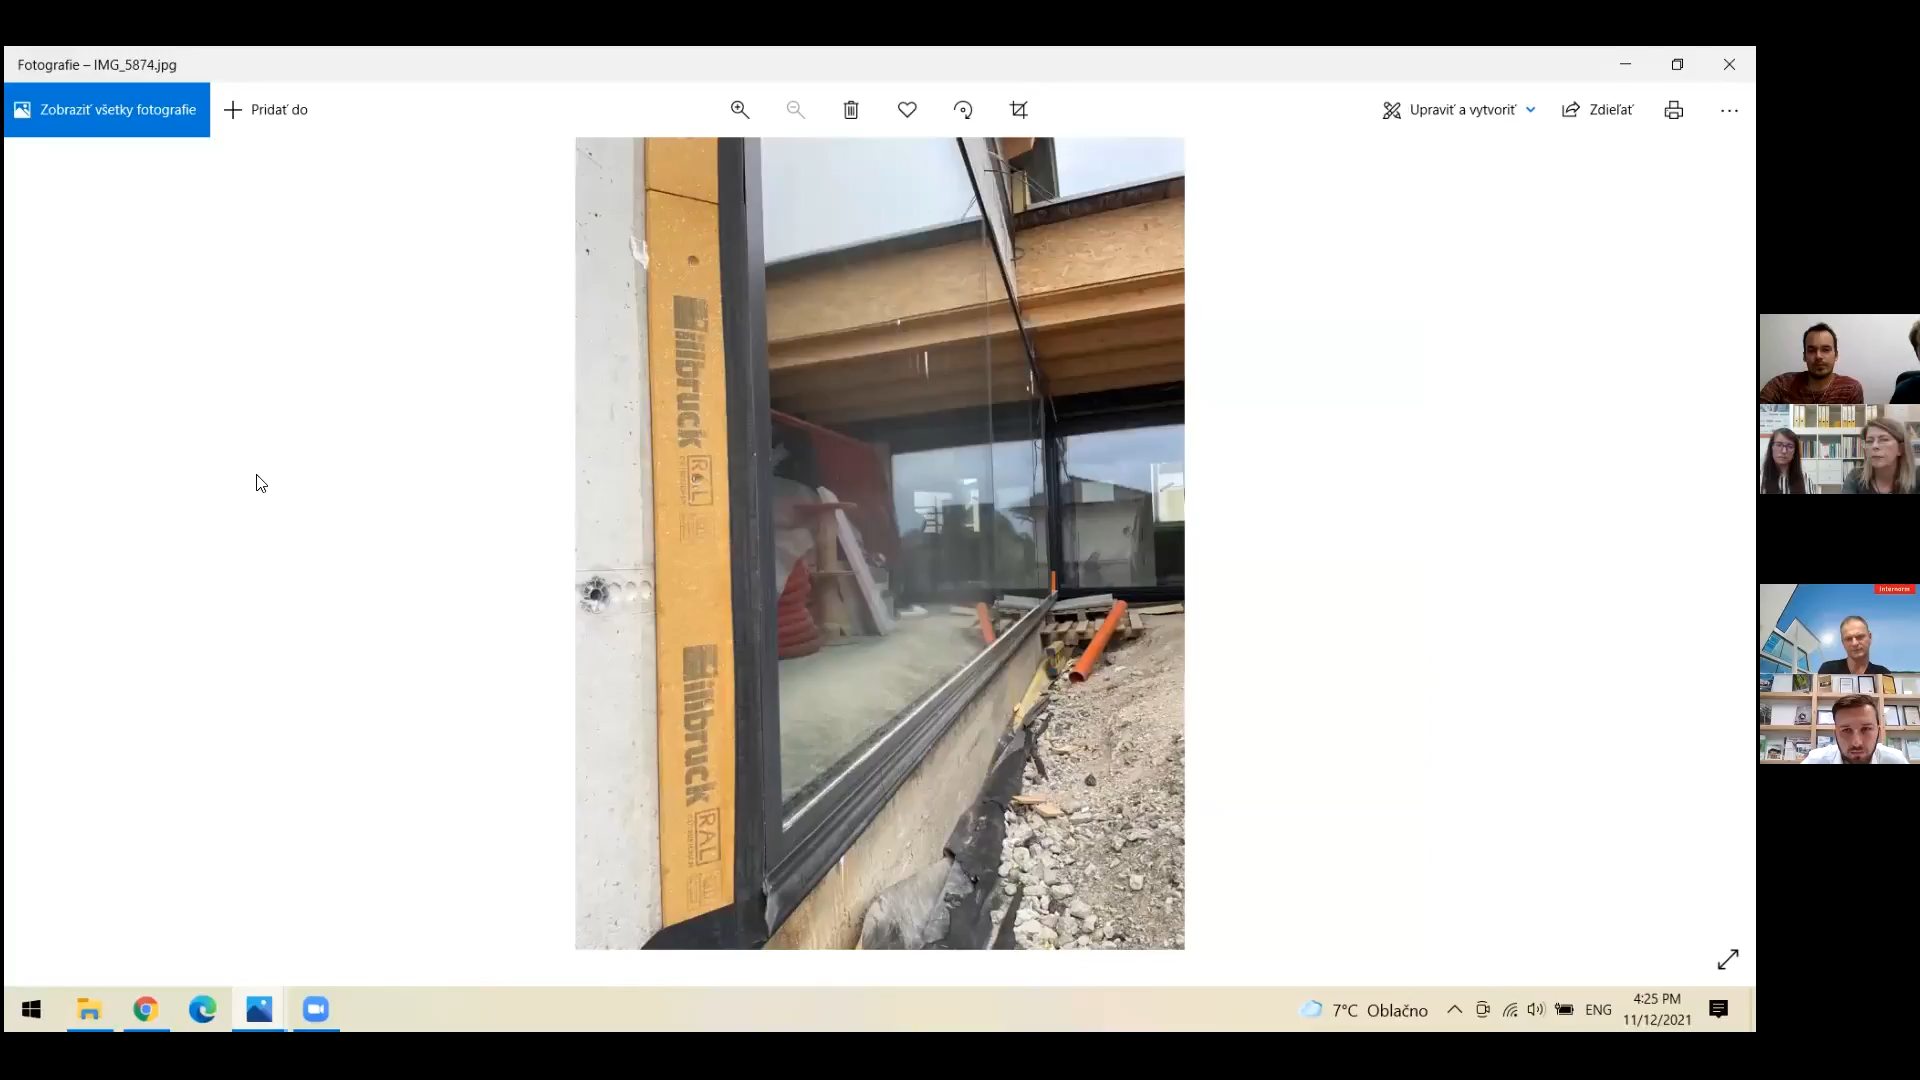 Fotografie – IMG_5874.jpg
Zobraziť všetky fotografie
Pridať do
Upraviť a vytvoriť
Zdieľať
illbruck
RAL
illbruck
RAL
Internorm
7°C Oblačno
ENG
4:25 PM
11/12/2021